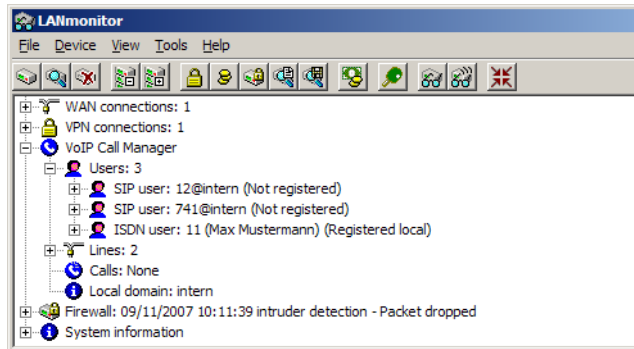 LANmonitor
File Device View Tools Help
WAN connections: 1
VPN connections: 1
VoIP Call Manager
Users: 3
SIP user: 12@intern (Not registered)
SIP user: 741@intern (Not registered)
ISDN user: 11 (Max Mustermann) (Registered local)
Lines: 2
Calls: None
Local domain: intern
Firewall: 09/11/2007 10:11:39 intruder detection - Packet dropped
System information